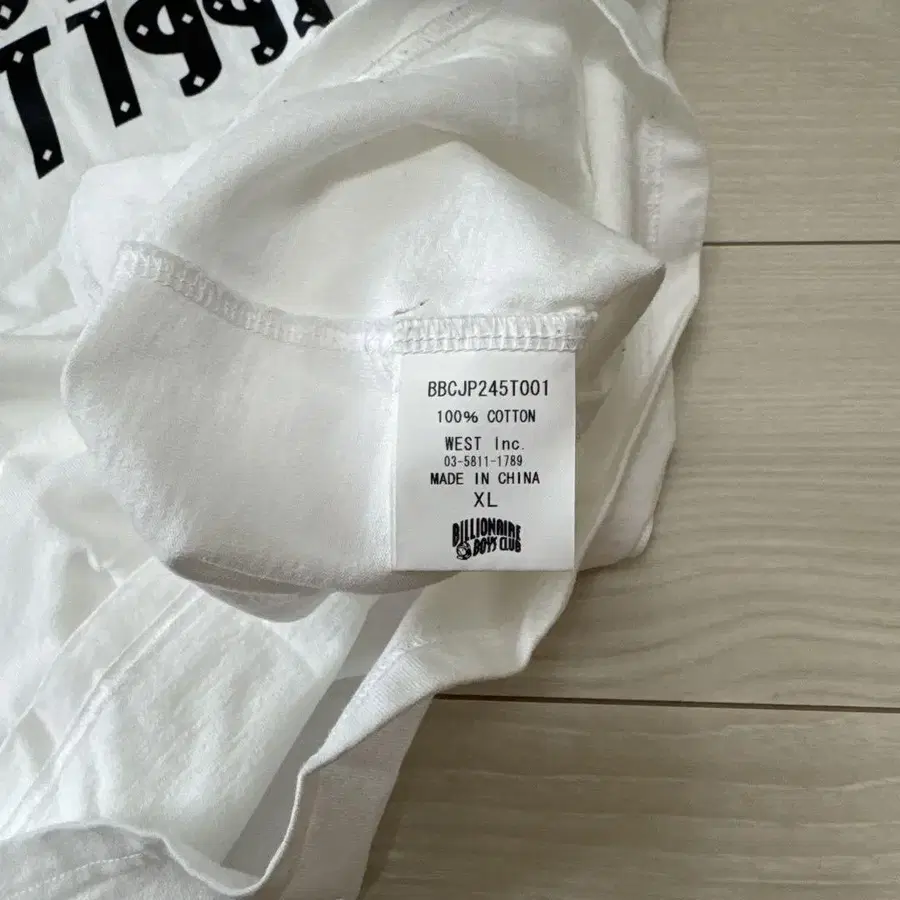 BBCJP245T001
100% COTTON
WEST Inc.
03-5811-1789
MADE IN CHINA
XL
BILLIONAIRE
BOYS CLUB